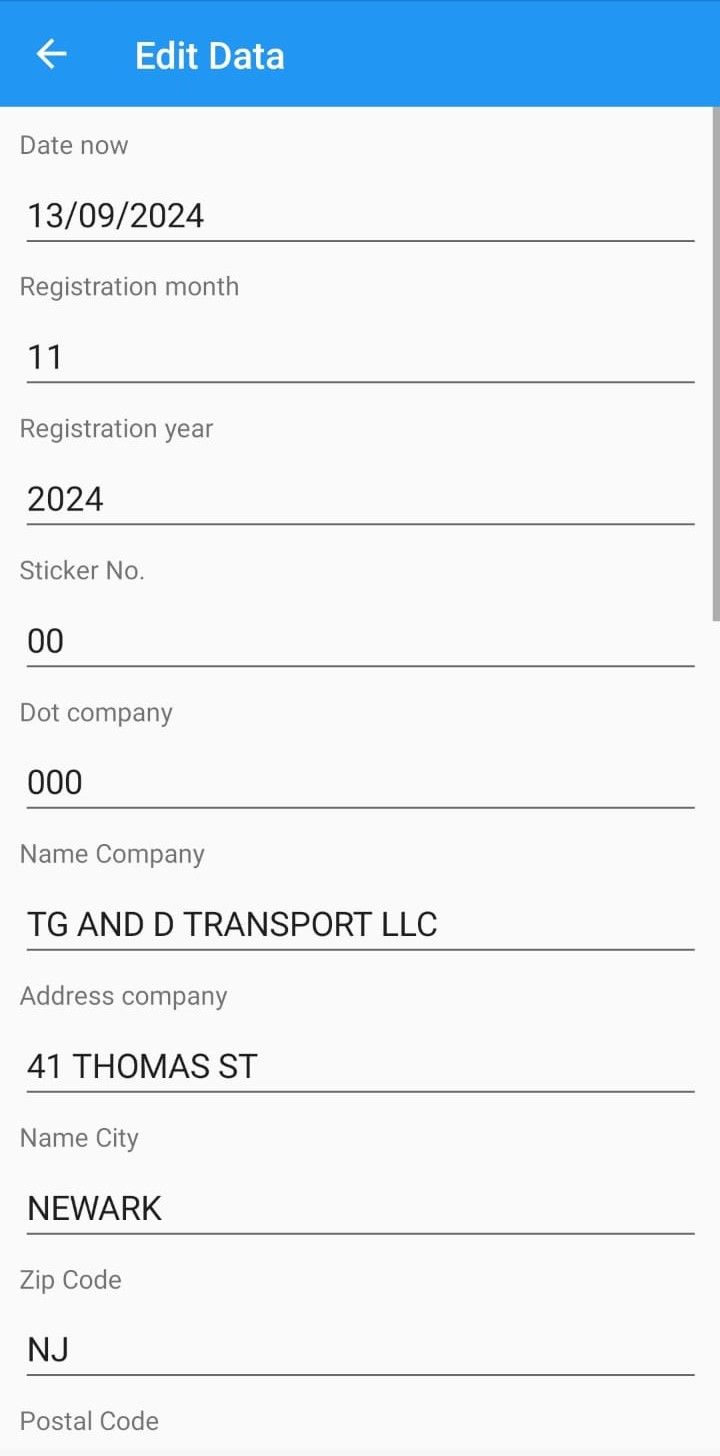 Edit Data
Date now
13/09/2024
Registration month
11
Registration year
2024
Sticker No.
00
Dot company
000
Name Company
TG AND D TRANSPORT LLC
Address company
41 THOMAS ST
Name City
NEWARK
Zip Code
NJ
Postal Code